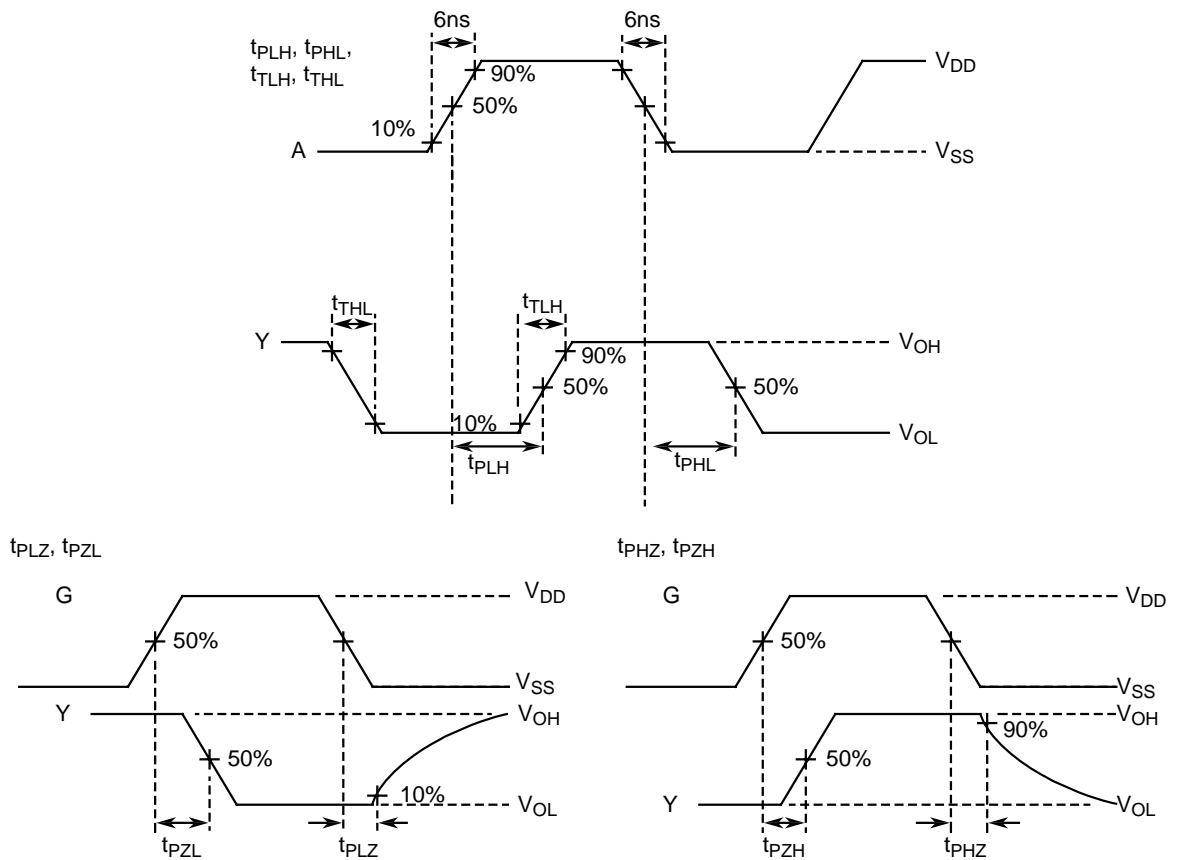 6ns
6ns
tPLH, tPHL,
tTLH, tTHL
90%
50%
10%
A
VDD
VSS
tTHL
tTLH
Y
90%
50%
50%
10%
VOH
VOL
tPLH
tPHL
tPLZ, tPZL
G
50%
VDD
VSS
Y
50%
10%
VOH
VOL
tPZL
tPLZ
tPHZ, tPZH
G
50%
VDD
VSS
VOH
90%
50%
Y
VOL
tPZH
tPHZ